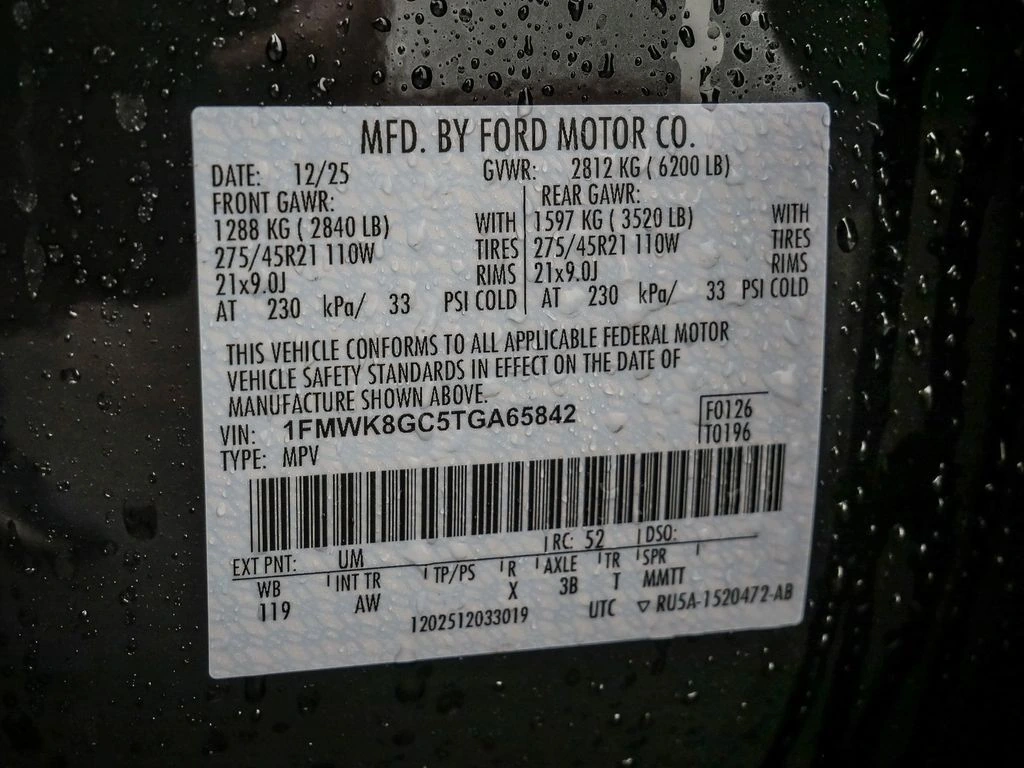 MFD. BY FORD MOTOR CO.
DATE: 12/25 GVWR: 2812 KG ( 6200 LB)
FRONT GAWR: REAR GAWR:
1288 KG ( 2840 LB) WITH 1597 KG ( 3520 LB) WITH
275/45R21 110W TIRES 275/45R21 110W TIRES
21x9.0J RIMS 21x9.0J RIMS
AT 230 kPa/ 33 PSI COLD AT 230 kPa/ 33 PSI COLD
THIS VEHICLE CONFORMS TO ALL APPLICABLE FEDERAL MOTOR
VEHICLE SAFETY STANDARDS IN EFFECT ON THE DATE OF
MANUFACTURE SHOWN ABOVE.
VIN: 1FMWK8GC5TGA65842 F0126
TYPE: MPV T0196
EXT PNT: UM RC: 52 DSO:
WB INT TR TP/PS R AXLE TR SPR
119 AW X 3B T MMTT
1202512033019 UTC ▽ RU5A-1520472-AB